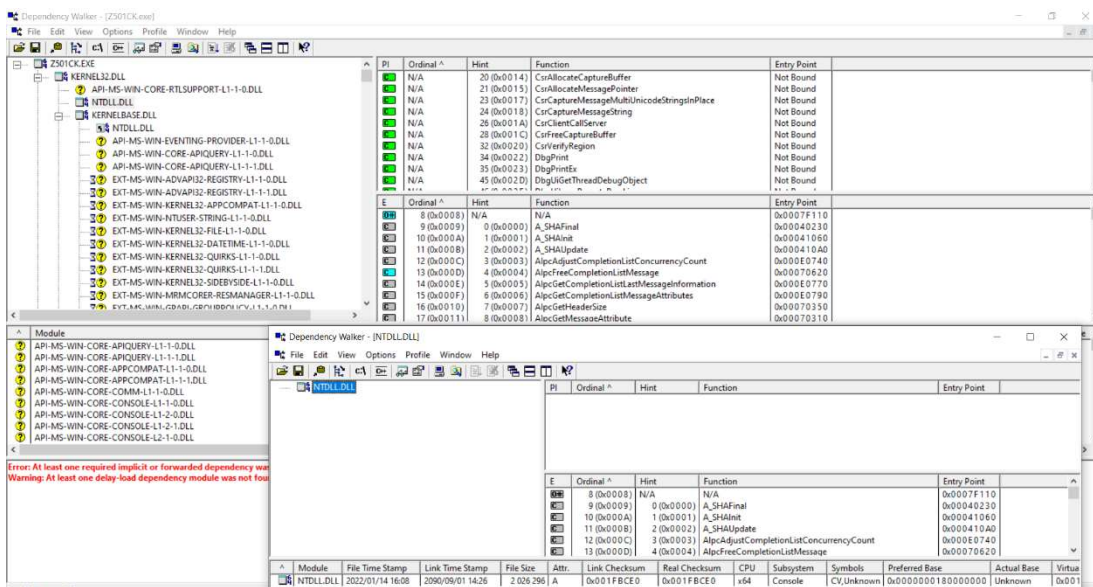 Dependency Walker - [Z501CK.exe]
File Edit View Options Profile Window Help
Z501CK.EXE
KERNEL32.DLL
API-MS-WIN-CORE-RTLSUPPORT-L1-1-0.DLL
NTDLL.DLL
KERNELBASE.DLL
NTDLL.DLL
API-MS-WIN-EVENTING-PROVIDER-L1-1-0.DLL
API-MS-WIN-CORE-APIQUERY-L1-1-0.DLL
API-MS-WIN-CORE-APIQUERY-L1-1-1.DLL
EXT-MS-WIN-ADVAPI32-REGISTRY-L1-1-0.DLL
EXT-MS-WIN-ADVAPI32-REGISTRY-L1-1-1.DLL
EXT-MS-WIN-KERNEL32-APPCOMPAT-L1-1-0.DLL
EXT-MS-WIN-NTUSER-STRING-L1-1-0.DLL
EXT-MS-WIN-KERNEL32-FILE-L1-1-0.DLL
EXT-MS-WIN-KERNEL32-DATETIME-L1-1-0.DLL
EXT-MS-WIN-KERNEL32-QUIRKS-L1-1-0.DLL
EXT-MS-WIN-KERNEL32-QUIRKS-L1-1-1.DLL
EXT-MS-WIN-KERNEL32-SIDEBYSIDE-L1-1-0.DLL
EXT-MS-WIN-MRMCORER-RESMANAGER-L1-1-0.DLL
EXT-MS-WIN-GPAPI-GROUPPOLICY-L1-1-0.DLL
PI Ordinal ^ Hint Function Entry Point
N/A 20 (0x0014) CsrAllocateCaptureBuffer Not Bound
N/A 21 (0x0015) CsrAllocateMessagePointer Not Bound
N/A 23 (0x0017) CsrCaptureMessageMultiUnicodeStringsInPlace Not Bound
N/A 24 (0x0018) CsrCaptureMessageString Not Bound
N/A 26 (0x001A) CsrClientCallServer Not Bound
N/A 28 (0x001C) CsrFreeCaptureBuffer Not Bound
N/A 32 (0x0020) CsrVerifyRegion Not Bound
N/A 34 (0x0022) DbgPrint Not Bound
N/A 35 (0x0023) DbgPrintEx Not Bound
N/A 45 (0x002D) DbgUiGetThreadDebugObject Not Bound
E Ordinal ^ Hint Function Entry Point
8 (0x0008) N/A N/A 0x0007F110
9 (0x0009) 0 (0x0000) A_SHAFinal 0x00040230
10 (0x000A) 1 (0x0001) A_SHAInit 0x00041060
11 (0x000B) 2 (0x0002) A_SHAUpdate 0x000410A0
12 (0x000C) 3 (0x0003) AlpcAdjustCompletionListConcurrencyCount 0x000E0740
13 (0x000D) 4 (0x0004) AlpcFreeCompletionListMessage 0x00070620
14 (0x000E) 5 (0x0005) AlpcGetCompletionListLastMessageInformation 0x000E0770
15 (0x000F) 6 (0x0006) AlpcGetCompletionListMessageAttributes 0x000E0790
16 (0x0010) 7 (0x0007) AlpcGetHeaderSize 0x00070350
17 (0x0011) 8 (0x0008) AlpcGetMessageAttribute 0x00070310
^ Module
API-MS-WIN-CORE-APIQUERY-L1-1-0.DLL
API-MS-WIN-CORE-APIQUERY-L1-1-1.DLL
API-MS-WIN-CORE-APPCOMPAT-L1-1-0.DLL
API-MS-WIN-CORE-APPCOMPAT-L1-1-1.DLL
API-MS-WIN-CORE-COMM-L1-1-0.DLL
API-MS-WIN-CORE-CONSOLE-L1-1-0.DLL
API-MS-WIN-CORE-CONSOLE-L1-2-0.DLL
API-MS-WIN-CORE-CONSOLE-L1-2-1.DLL
API-MS-WIN-CORE-CONSOLE-L2-1-0.DLL
Error: At least one required implicit or forwarded dependency wa
Warning: At least one delay-load dependency module was not fou
Dependency Walker - [NTDLL.DLL]
File Edit View Options Profile Window Help
NTDLL.DLL
PI Ordinal ^ Hint Function Entry Point
E Ordinal ^ Hint Function Entry Point
8 (0x0008) N/A N/A 0x0007F110
9 (0x0009) 0 (0x0000) A_SHAFinal 0x00040230
10 (0x000A) 1 (0x0001) A_SHAInit 0x00041060
11 (0x000B) 2 (0x0002) A_SHAUpdate 0x000410A0
12 (0x000C) 3 (0x0003) AlpcAdjustCompletionListConcurrencyCount 0x000E0740
13 (0x000D) 4 (0x0004) AlpcFreeCompletionListMessage 0x00070620
^ Module File Time Stamp Link Time Stamp File Size Attr. Link Checksum Real Checksum CPU Subsystem Symbols Preferred Base Actual Base Virtua
NTDLL.DLL 2022/01/14 16:08 2090/09/01 14:26 2 026 296 A 0x001FBCE0 0x001FBCE0 x64 Console CV,Unknown 0x0000000180000000 Unknown 0x001